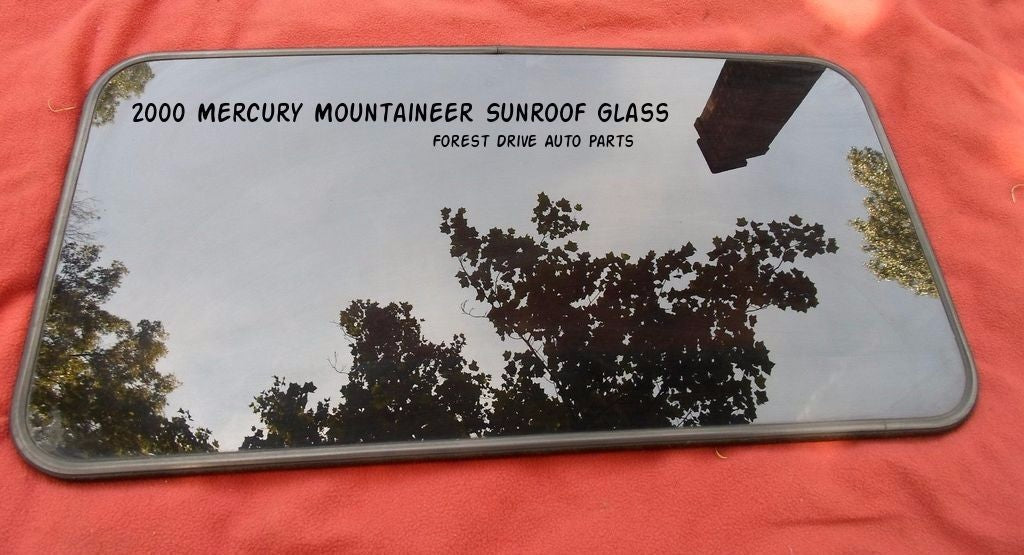 2000 MERCURY MOUNTAINEER SUNROOF GLASS
FOREST DRIVE AUTO PARTS